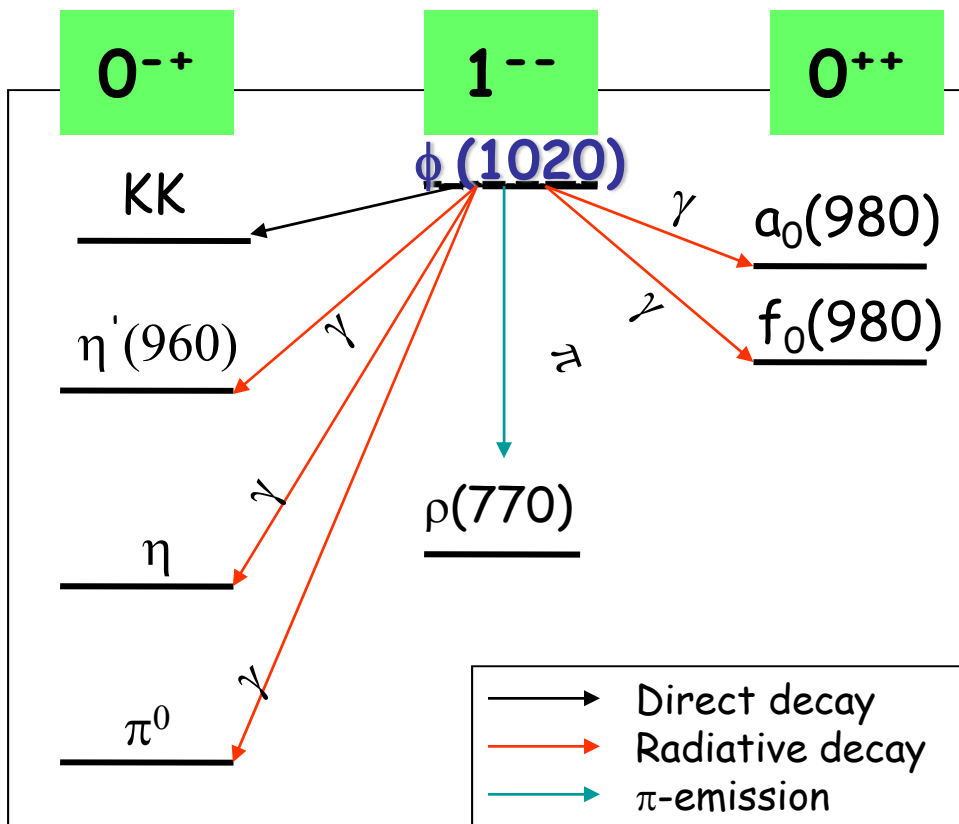 0⁻⁺ 1⁻⁻ 0⁺⁺
ϕ (1020)
KK
γ
a₀(980)
η'(960)
γ
γ
f₀(980)
π
γ
ρ(770)
η
γ
π⁰
Direct decay
Radiative decay
π-emission